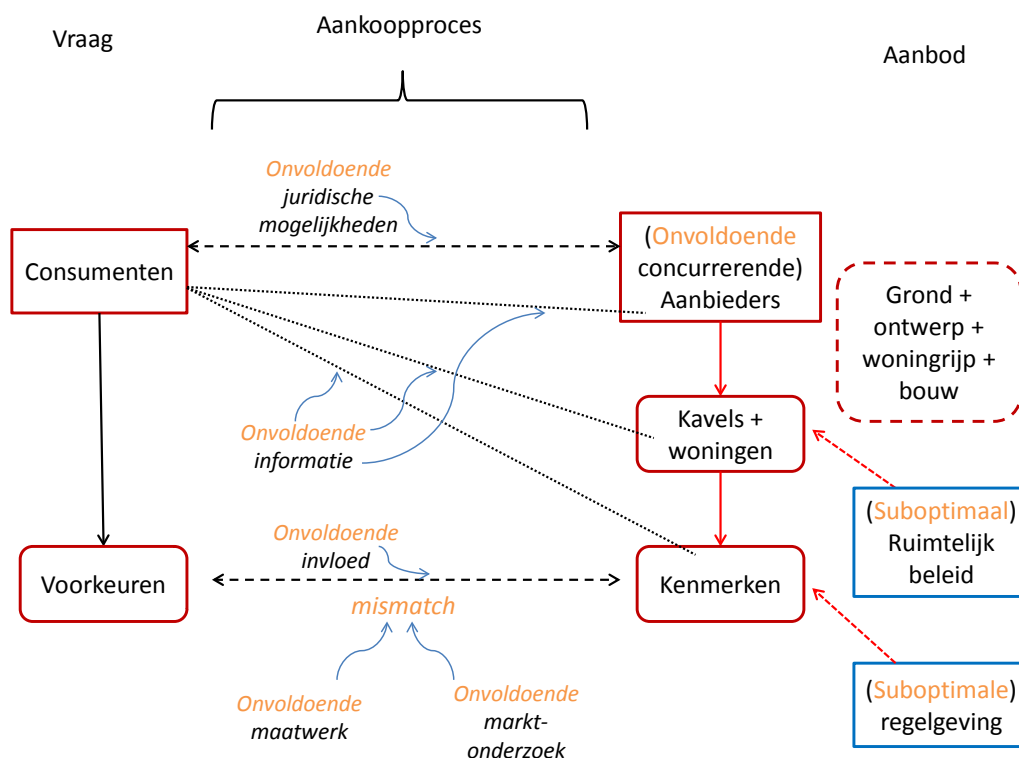 Vraag
Aankoopproces
Aanbod
Onvoldoende
juridische
mogelijkheden
Consumenten
(Onvoldoende
concurrerende)
Aanbieders
Grond +
ontwerp +
woningrijp +
bouw
Onvoldoende
informatie
Kavels +
woningen
(Suboptimaal)
Ruimtelijk
beleid
Voorkeuren
Onvoldoende
invloed
mismatch
Kenmerken
Onvoldoende
maatwerk
Onvoldoende
markt-
onderzoek
(Suboptimale)
regelgeving